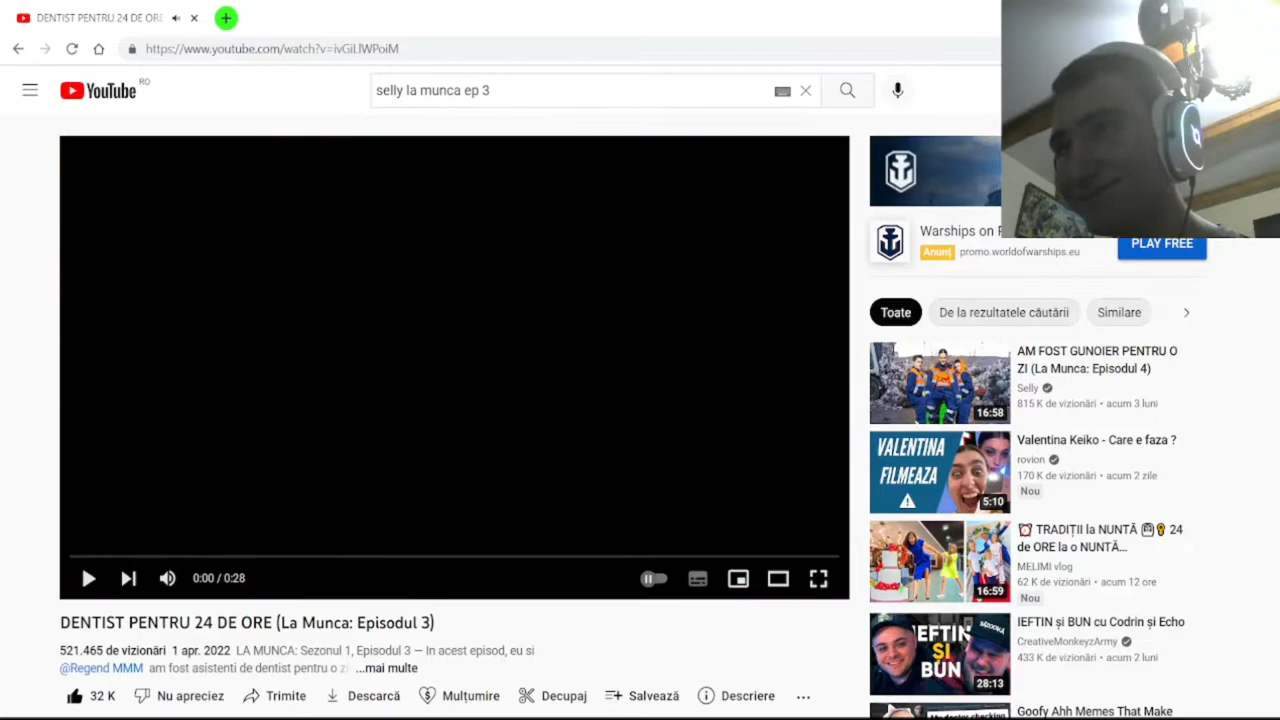 DENTIST PENTRU 24 DE ORE
https://www.youtube.com/watch?v=ivGiLlWPoiM
YouTube RO
selly la munca ep 3
Warships on
Anunț promo.worldofwarships.eu
PLAY FREE
Toate
De la rezultatele căutării
Similare
AM FOST GUNOIER PENTRU O
ZI (La Munca: Episodul 4)
Selly
815 K de vizionări • acum 3 luni
16:58
VALENTINA
FILMEAZA
5:10
Valentina Keiko - Care e faza ?
rovion
170 K de vizionări • acum 2 zile
Nou
16:59
TRADIȚII la NUNTĂ 24
de ORE la o NUNTĂ...
MELIMI vlog
62 K de vizionări • acum 12 ore
Nou
IEFTIN
ȘI
BUN
28:13
IEFTIN și BUN cu Codrin și Echo
CreativeMonkeyzArmy
433 K de vizionări • acum 2 luni
Goofy Ahh Memes That Make
0:00 / 0:28
DENTIST PENTRU 24 DE ORE (La Munca: Episodul 3)
521.465 de vizionări LA MUNCA: Sezonul 1, Episodul 3 — In acest episod, eu si
@Regend MMM am fost asistenti de dentist pentru o zi
32 K
Nu apreciez
Descarcă
Mulțumire
Decupaj
Salvează
Descriere